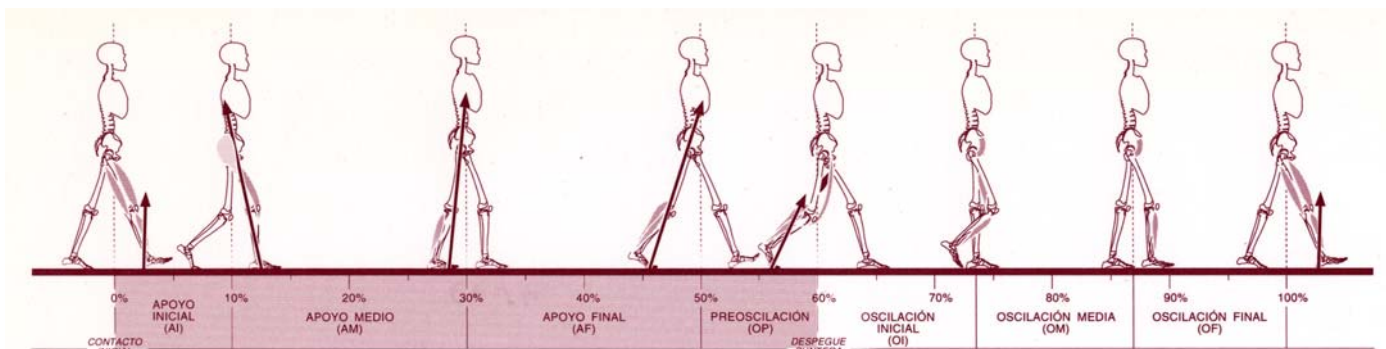 0% 10% 20% 30% 40% 50% 60% 70% 80% 90% 100%
APOYO
INICIAL
(AI)
APOYO MEDIO
(AM)
APOYO FINAL
(AF)
PREOSCILACIÓN
(OP)
OSCILACIÓN
INICIAL
(OI)
OSCILACIÓN MEDIA
(OM)
OSCILACIÓN FINAL
(OF)
CONTACTO
DESPEGUE